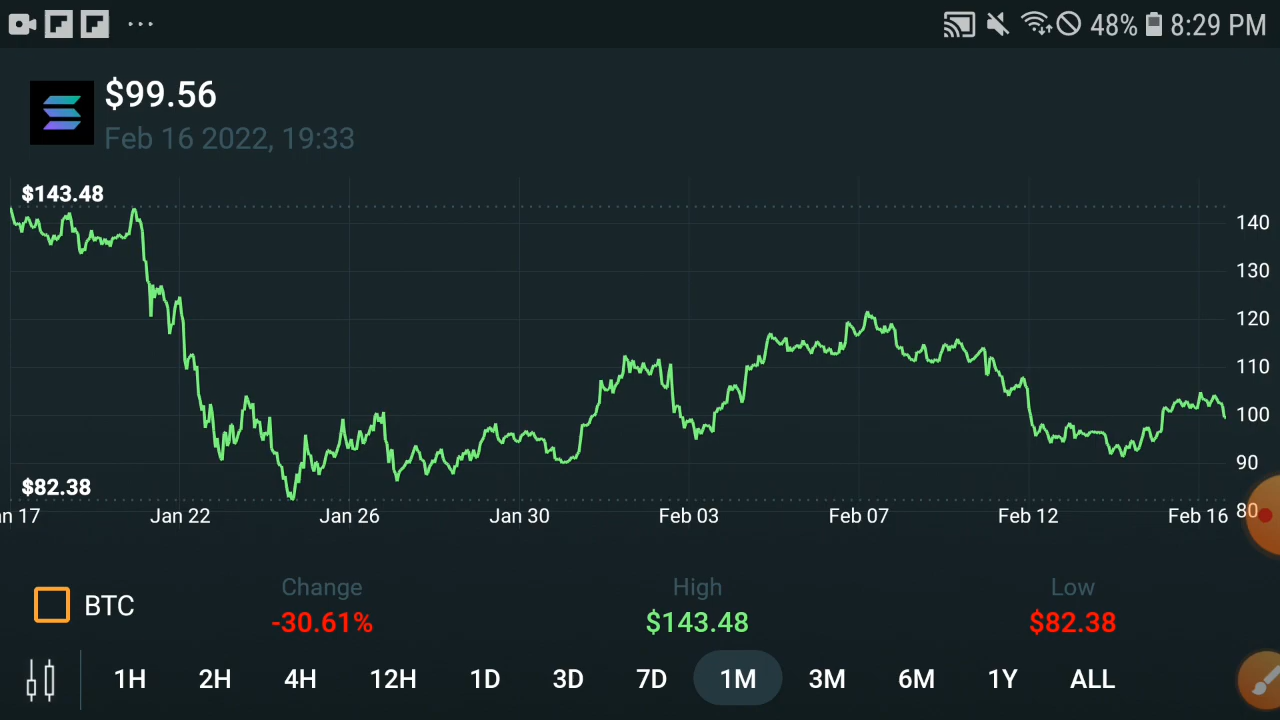 ··· 48% 8:29 PM
$99.56
Feb 16 2022, 19:33
$143.48
140
130
120
110
100
90
$82.38
80
n 17 Jan 22 Jan 26 Jan 30 Feb 03 Feb 07 Feb 12 Feb 16
Change High Low
BTC
-30.61% $143.48 $82.38
1H 2H 4H 12H 1D 3D 7D 1M 3M 6M 1Y ALL